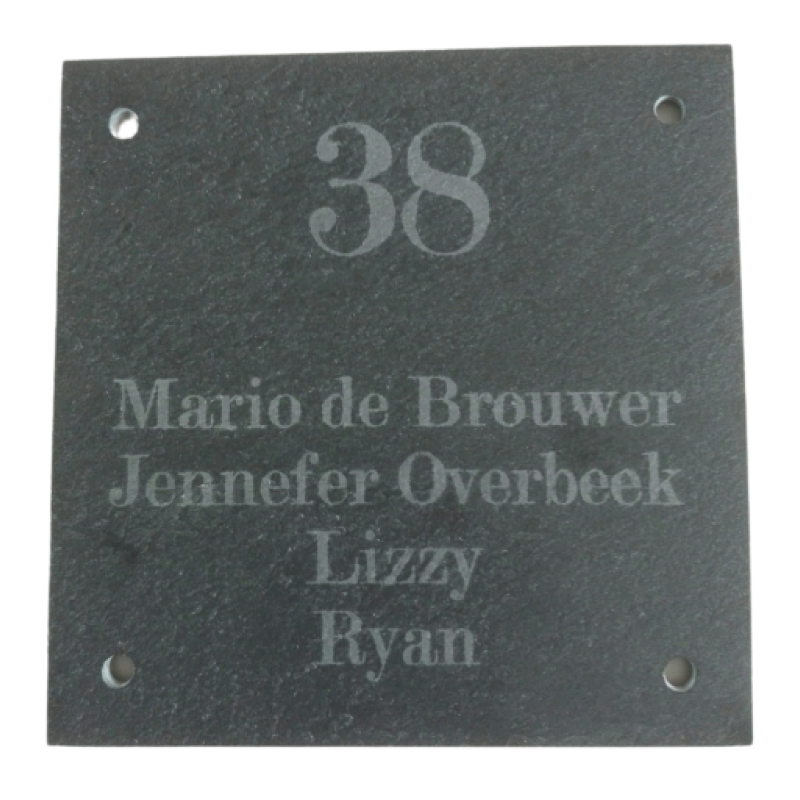 38
Mario de Brouwer
Jennefer Overbeek
Lizzy
Ryan